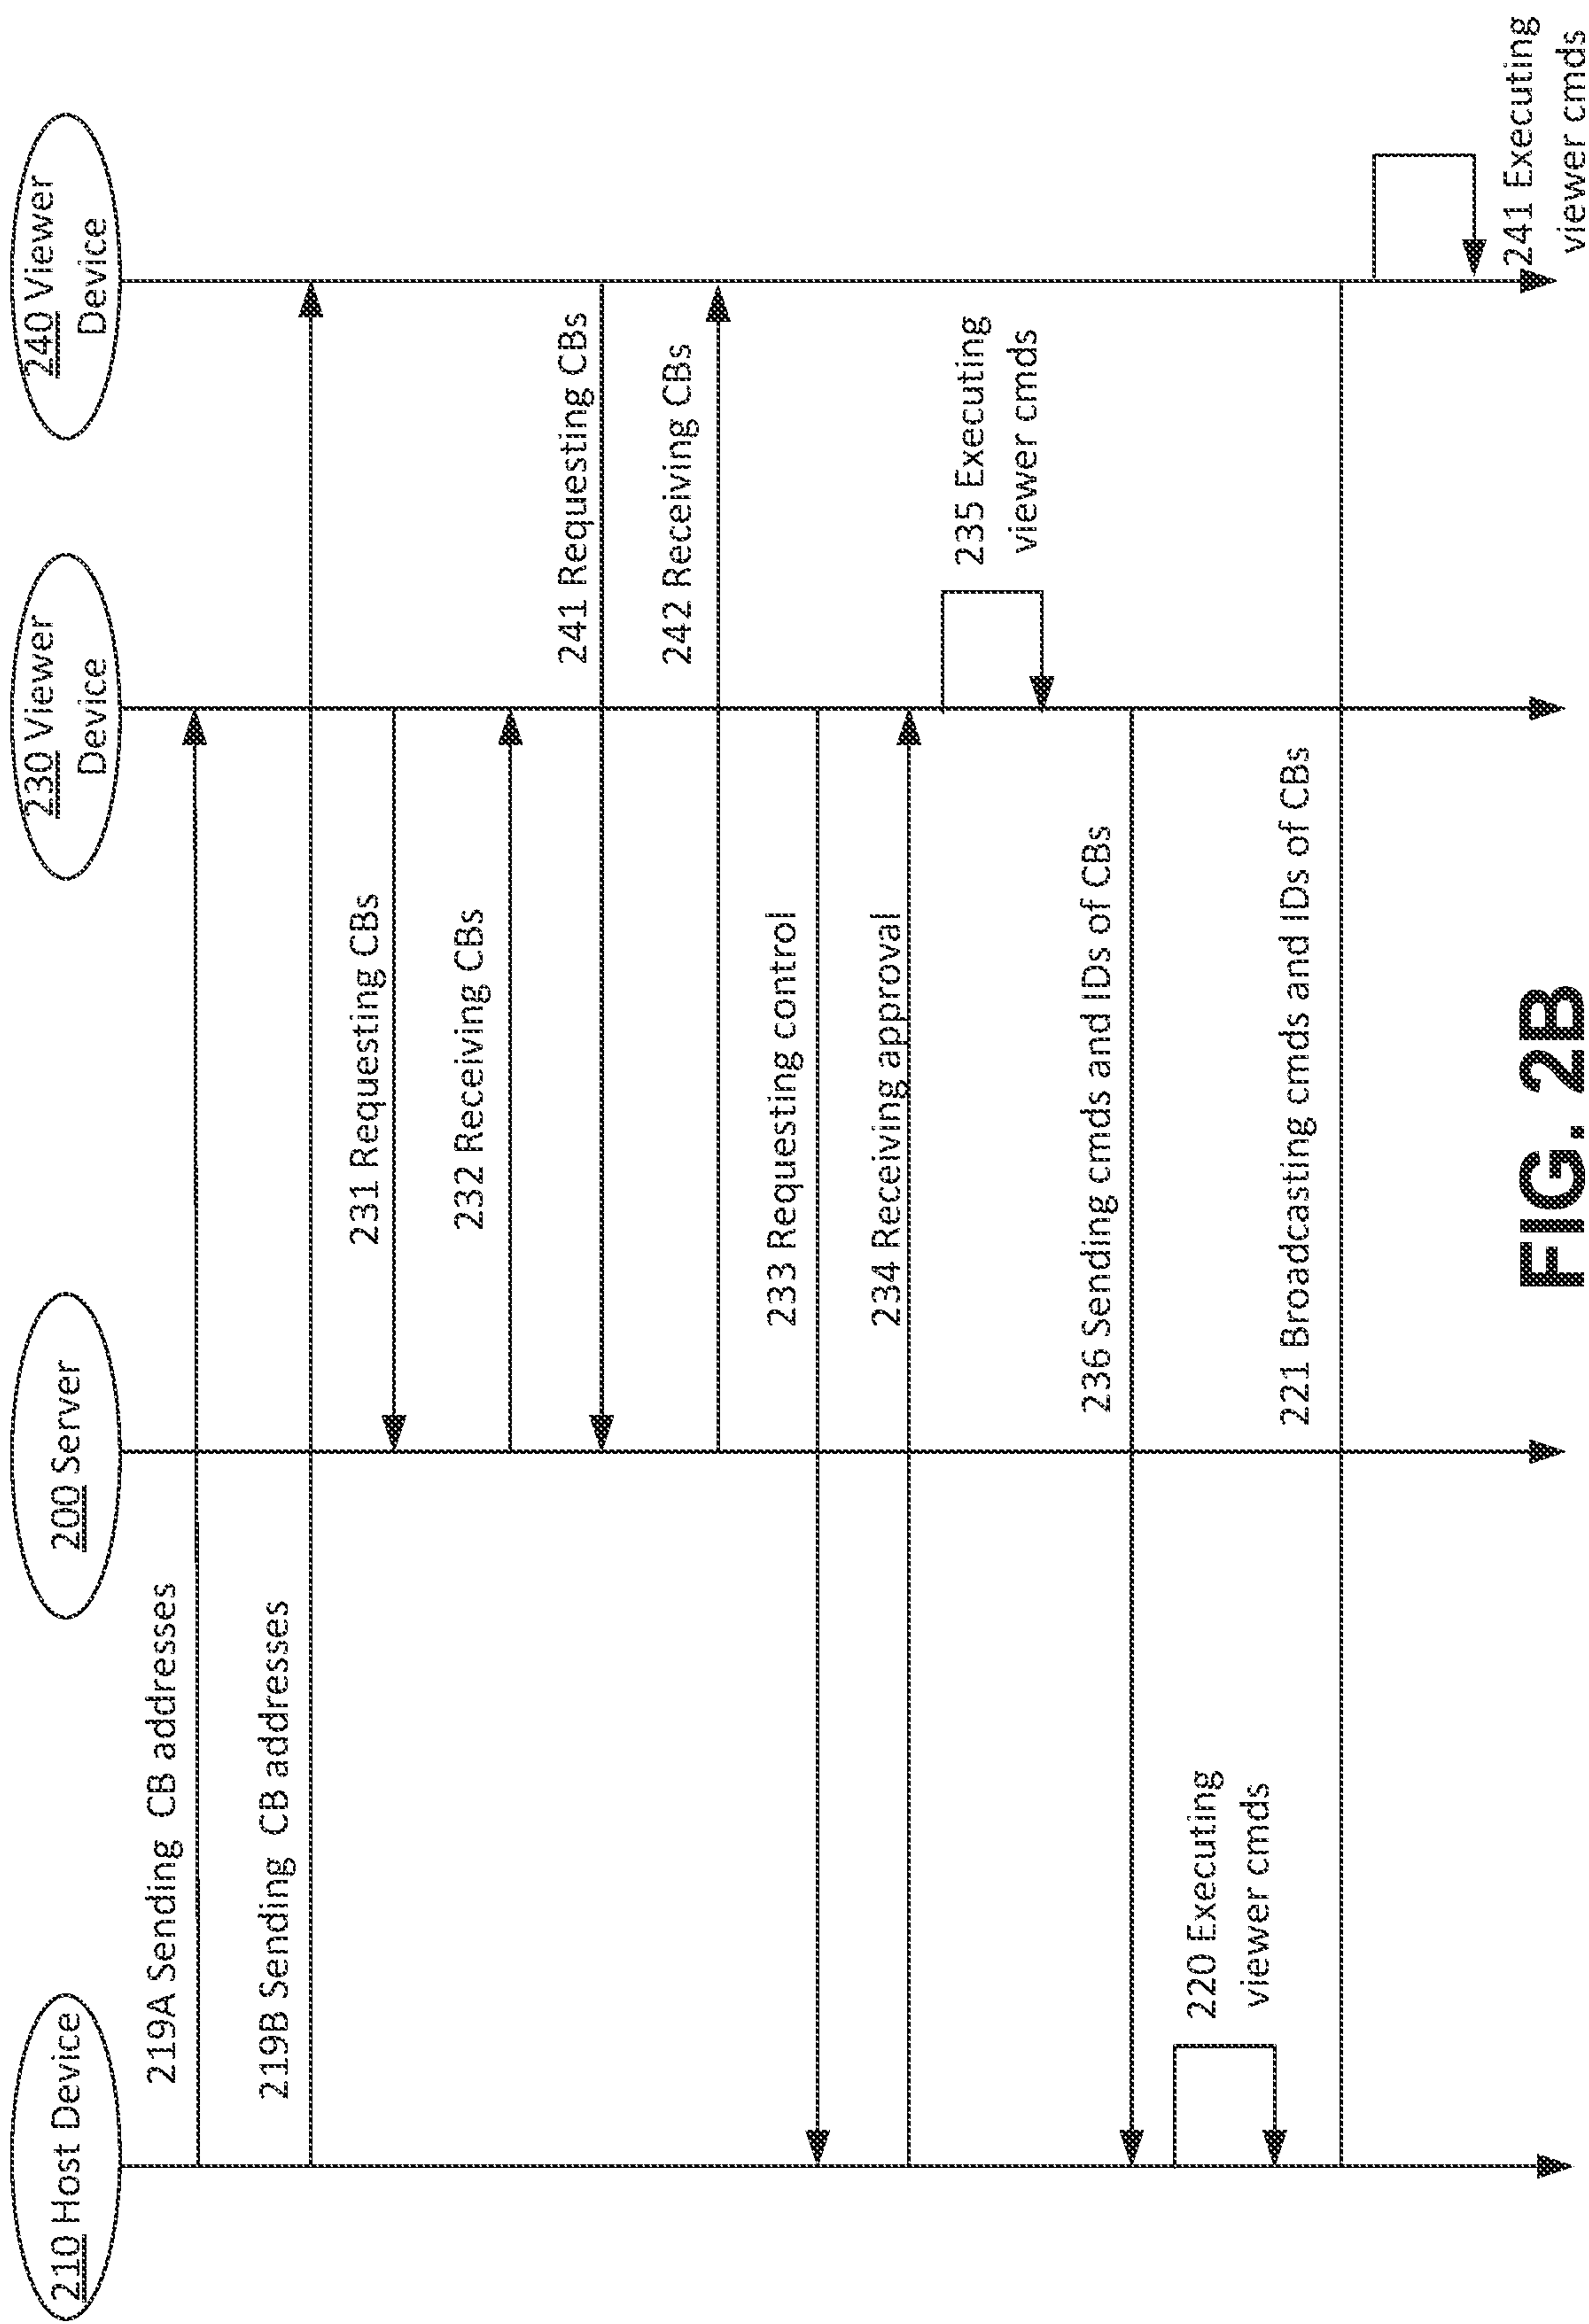 210 Host Device
200 Server
230 Viewer
Device
240 Viewer
Device
219A Sending CB addresses
219B Sending CB addresses
231 Requesting CBs
232 Receiving CBs
241 Requesting CBs
242 Receiving CBs
233 Requesting control
234 Receiving approval
235 Executing
viewer cmds
236 Sending cmds and IDs of CBs
220 Executing
viewer cmds
221 Broadcasting cmds and IDs of CBs
241 Executing
viewer cmds
FIG. 2B